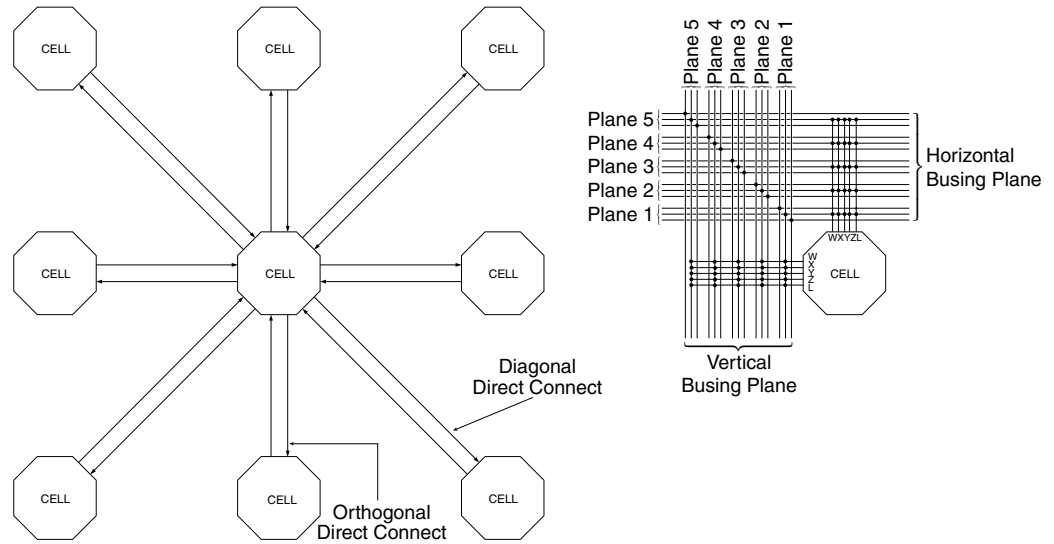 CELL
CELL
CELL
CELL
CELL
CELL
Diagonal
Direct Connect
CELL
CELL
CELL
Orthogonal
Direct Connect
Plane 5
Plane 4
Plane 3
Plane 2
Plane 1
Plane 5
Plane 4
Plane 3
Plane 2
Plane 1
Horizontal
Busing Plane
WXYZL
W
X
Y
Z
L
CELL
Vertical
Busing Plane